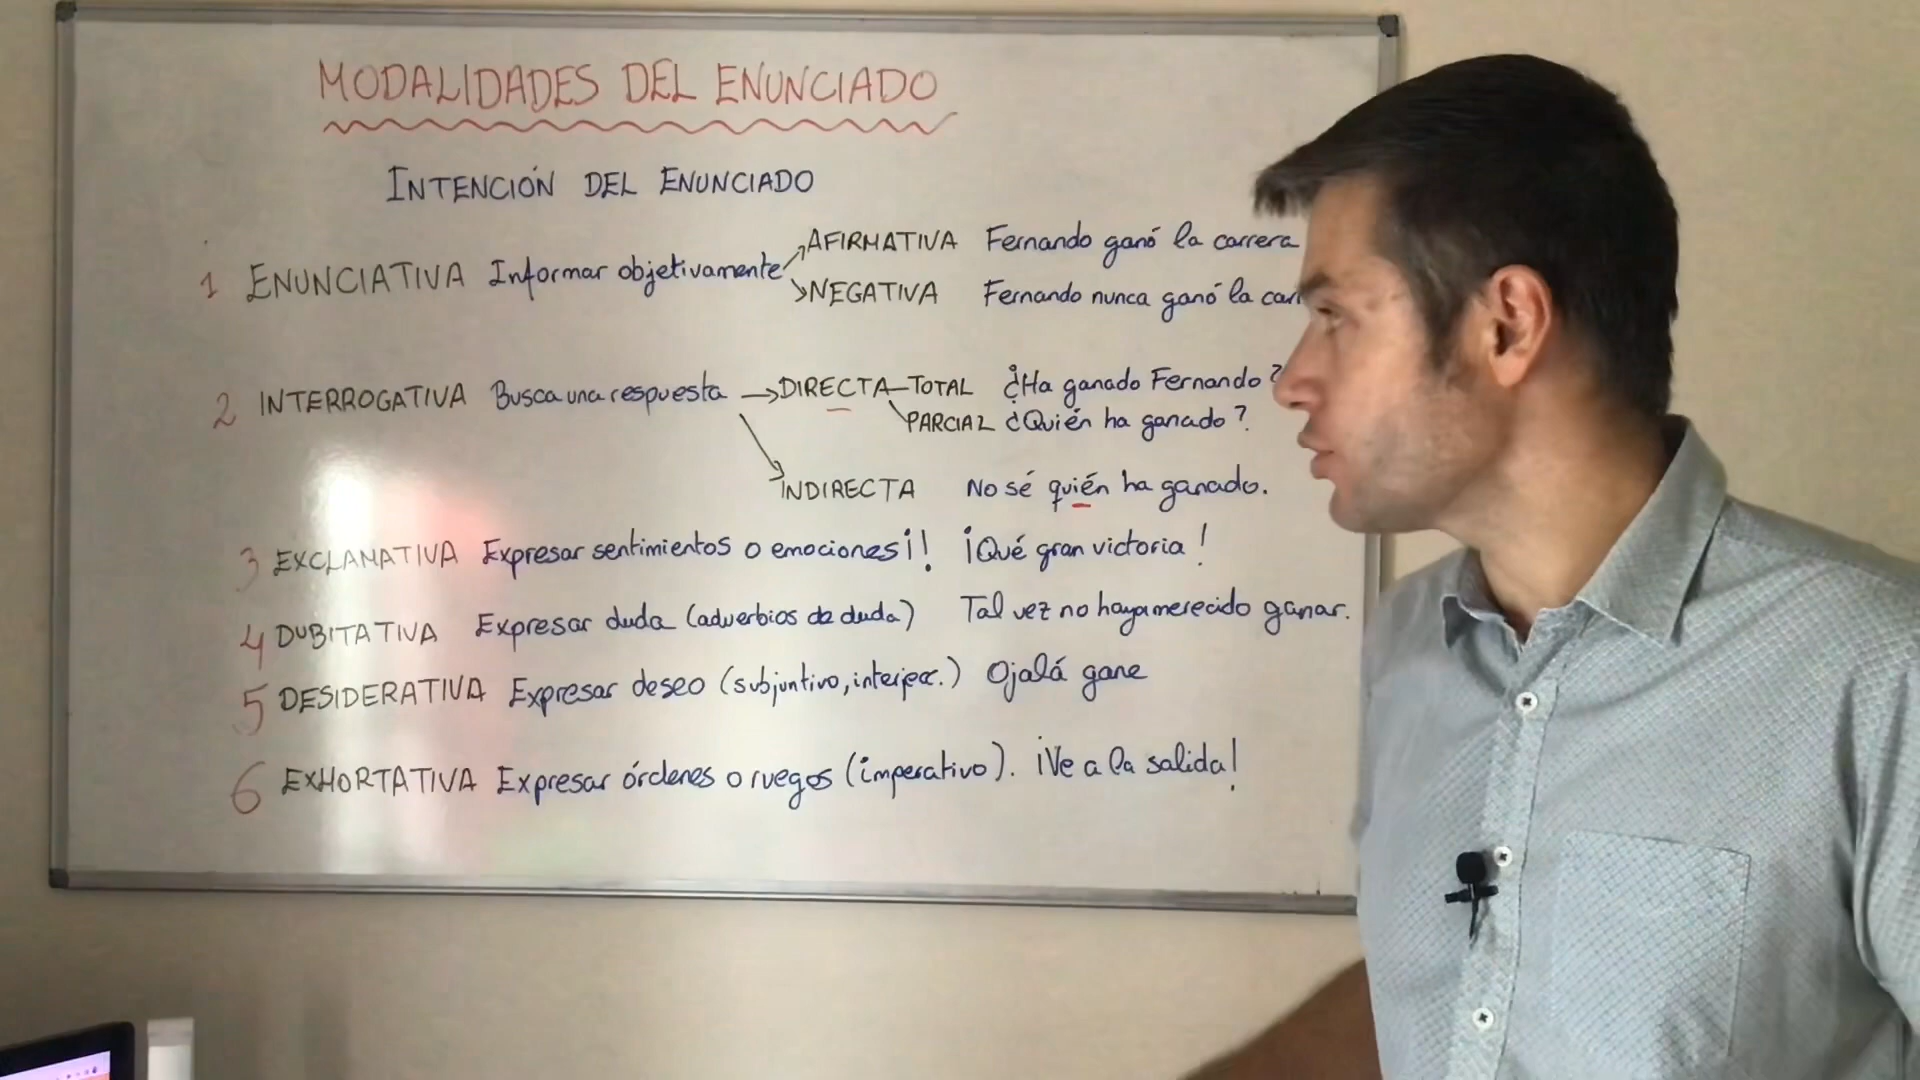 MODALIDADES DEL ENUNCIADO
INTENCIÓN DEL ENUNCIADO
1 ENUNCIATIVA Informar objetivamente
AFIRMATIVA Fernando ganó la carrera
NEGATIVA Fernando nunca ganó la
2 INTERROGATIVA Busca una respuesta
DIRECTA TOTAL ¿Ha ganado Fernando?
PARCIAL ¿Quién ha ganado?
INDIRECTA No sé quién ha ganado.
3 EXCLAMATIVA Expresar sentimientos o emociones ¡! ¡Qué gran victoria!
4 DUBITATIVA Expresar duda (adverbios de duda) Tal vez no haya merecido ganar.
5 DESIDERATIVA Expresar deseo (subjuntivo, interjecc.) Ojalá gane
6 EXHORTATIVA Expresar órdenes o ruegos (imperativo). ¡Ve a la salida!